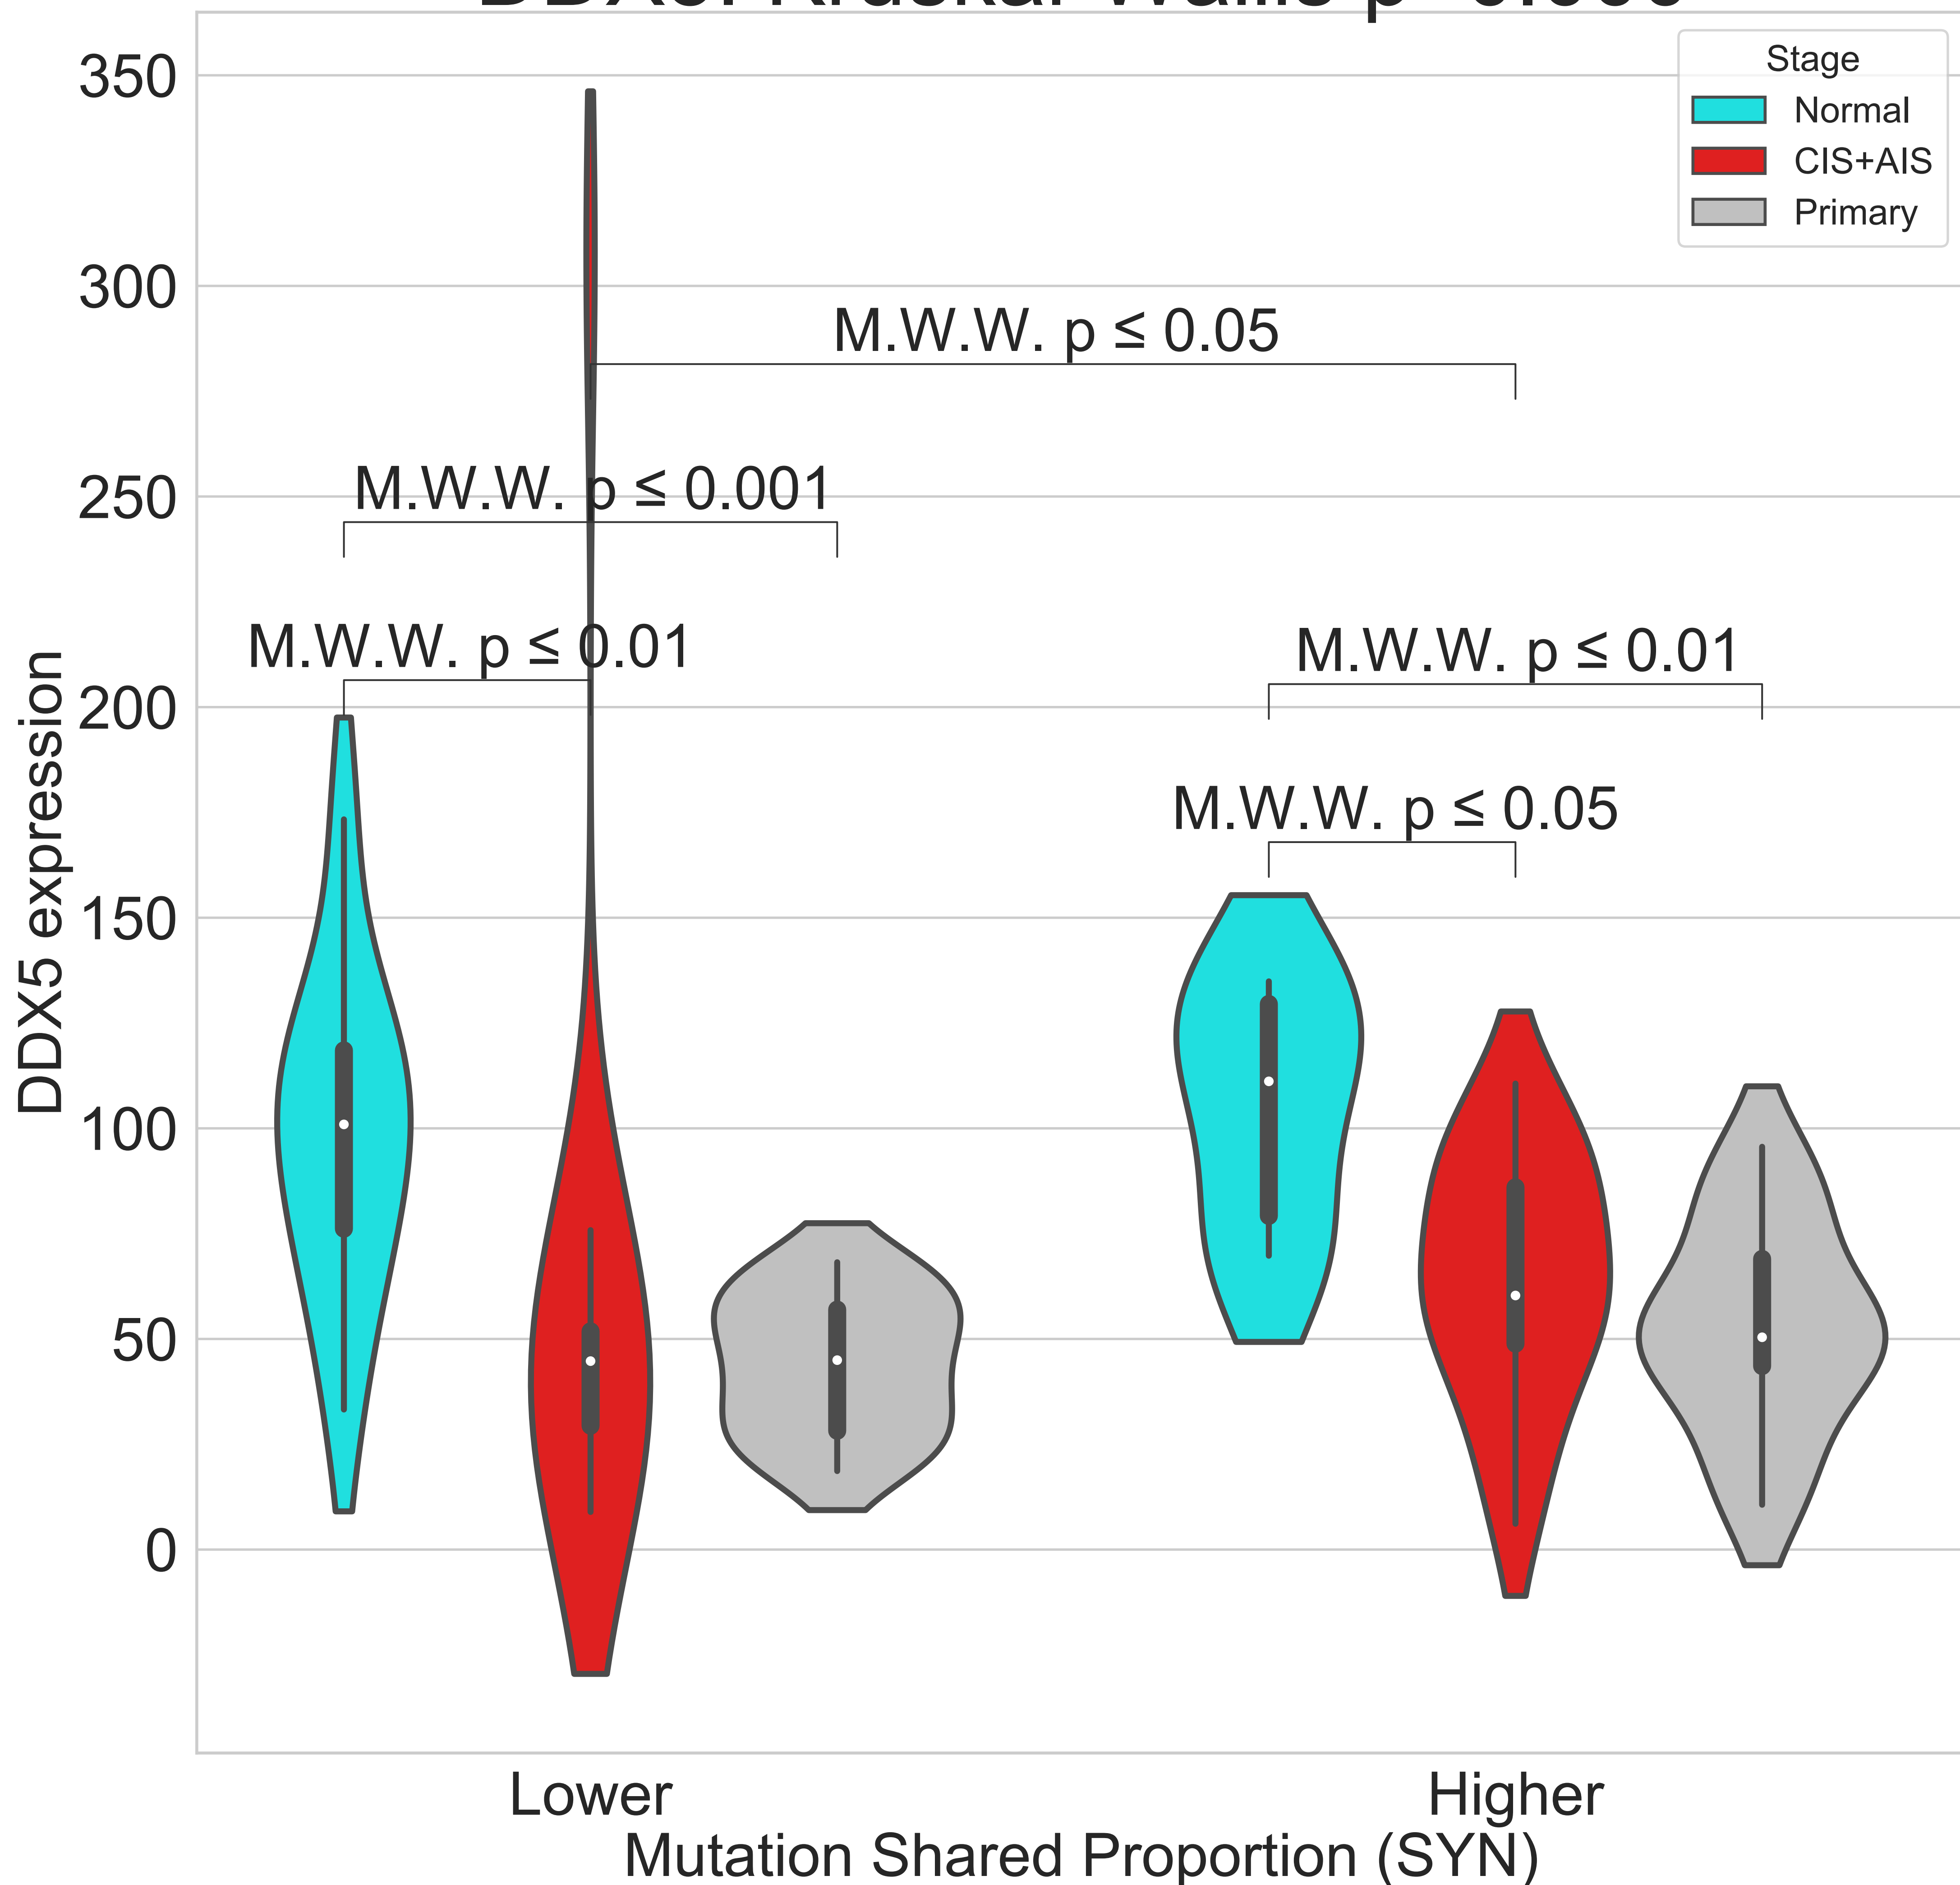 350
300
250
200
150
100
50
0
DDX5 expression
Stage
Normal
CIS+AIS
Primary
M.W.W. p ≤ 0.05
M.W.W. p ≤ 0.001
M.W.W. p ≤ 0.01
M.W.W. p ≤ 0.01
M.W.W. p ≤ 0.05
Lower
Higher
Mutation Shared Proportion (SYN)